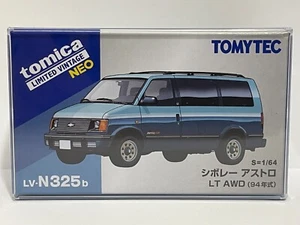 tomica
LIMITED VINTAGE
NEO
TOMYTEC
S=1/64
シボレー アストロ
LT AWD (94年式)
LV-N325b